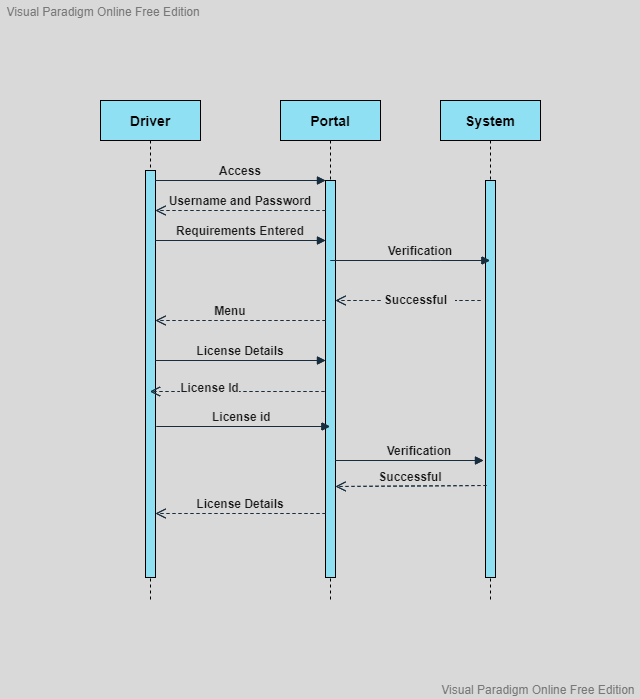 Visual Paradigm Online Free Edition
Driver
Portal
System
Access
Username and Password
Requirements Entered
Verification
Successful
Menu
License Details
License Id
License id
Verification
Successful
License Details
Visual Paradigm Online Free Edition